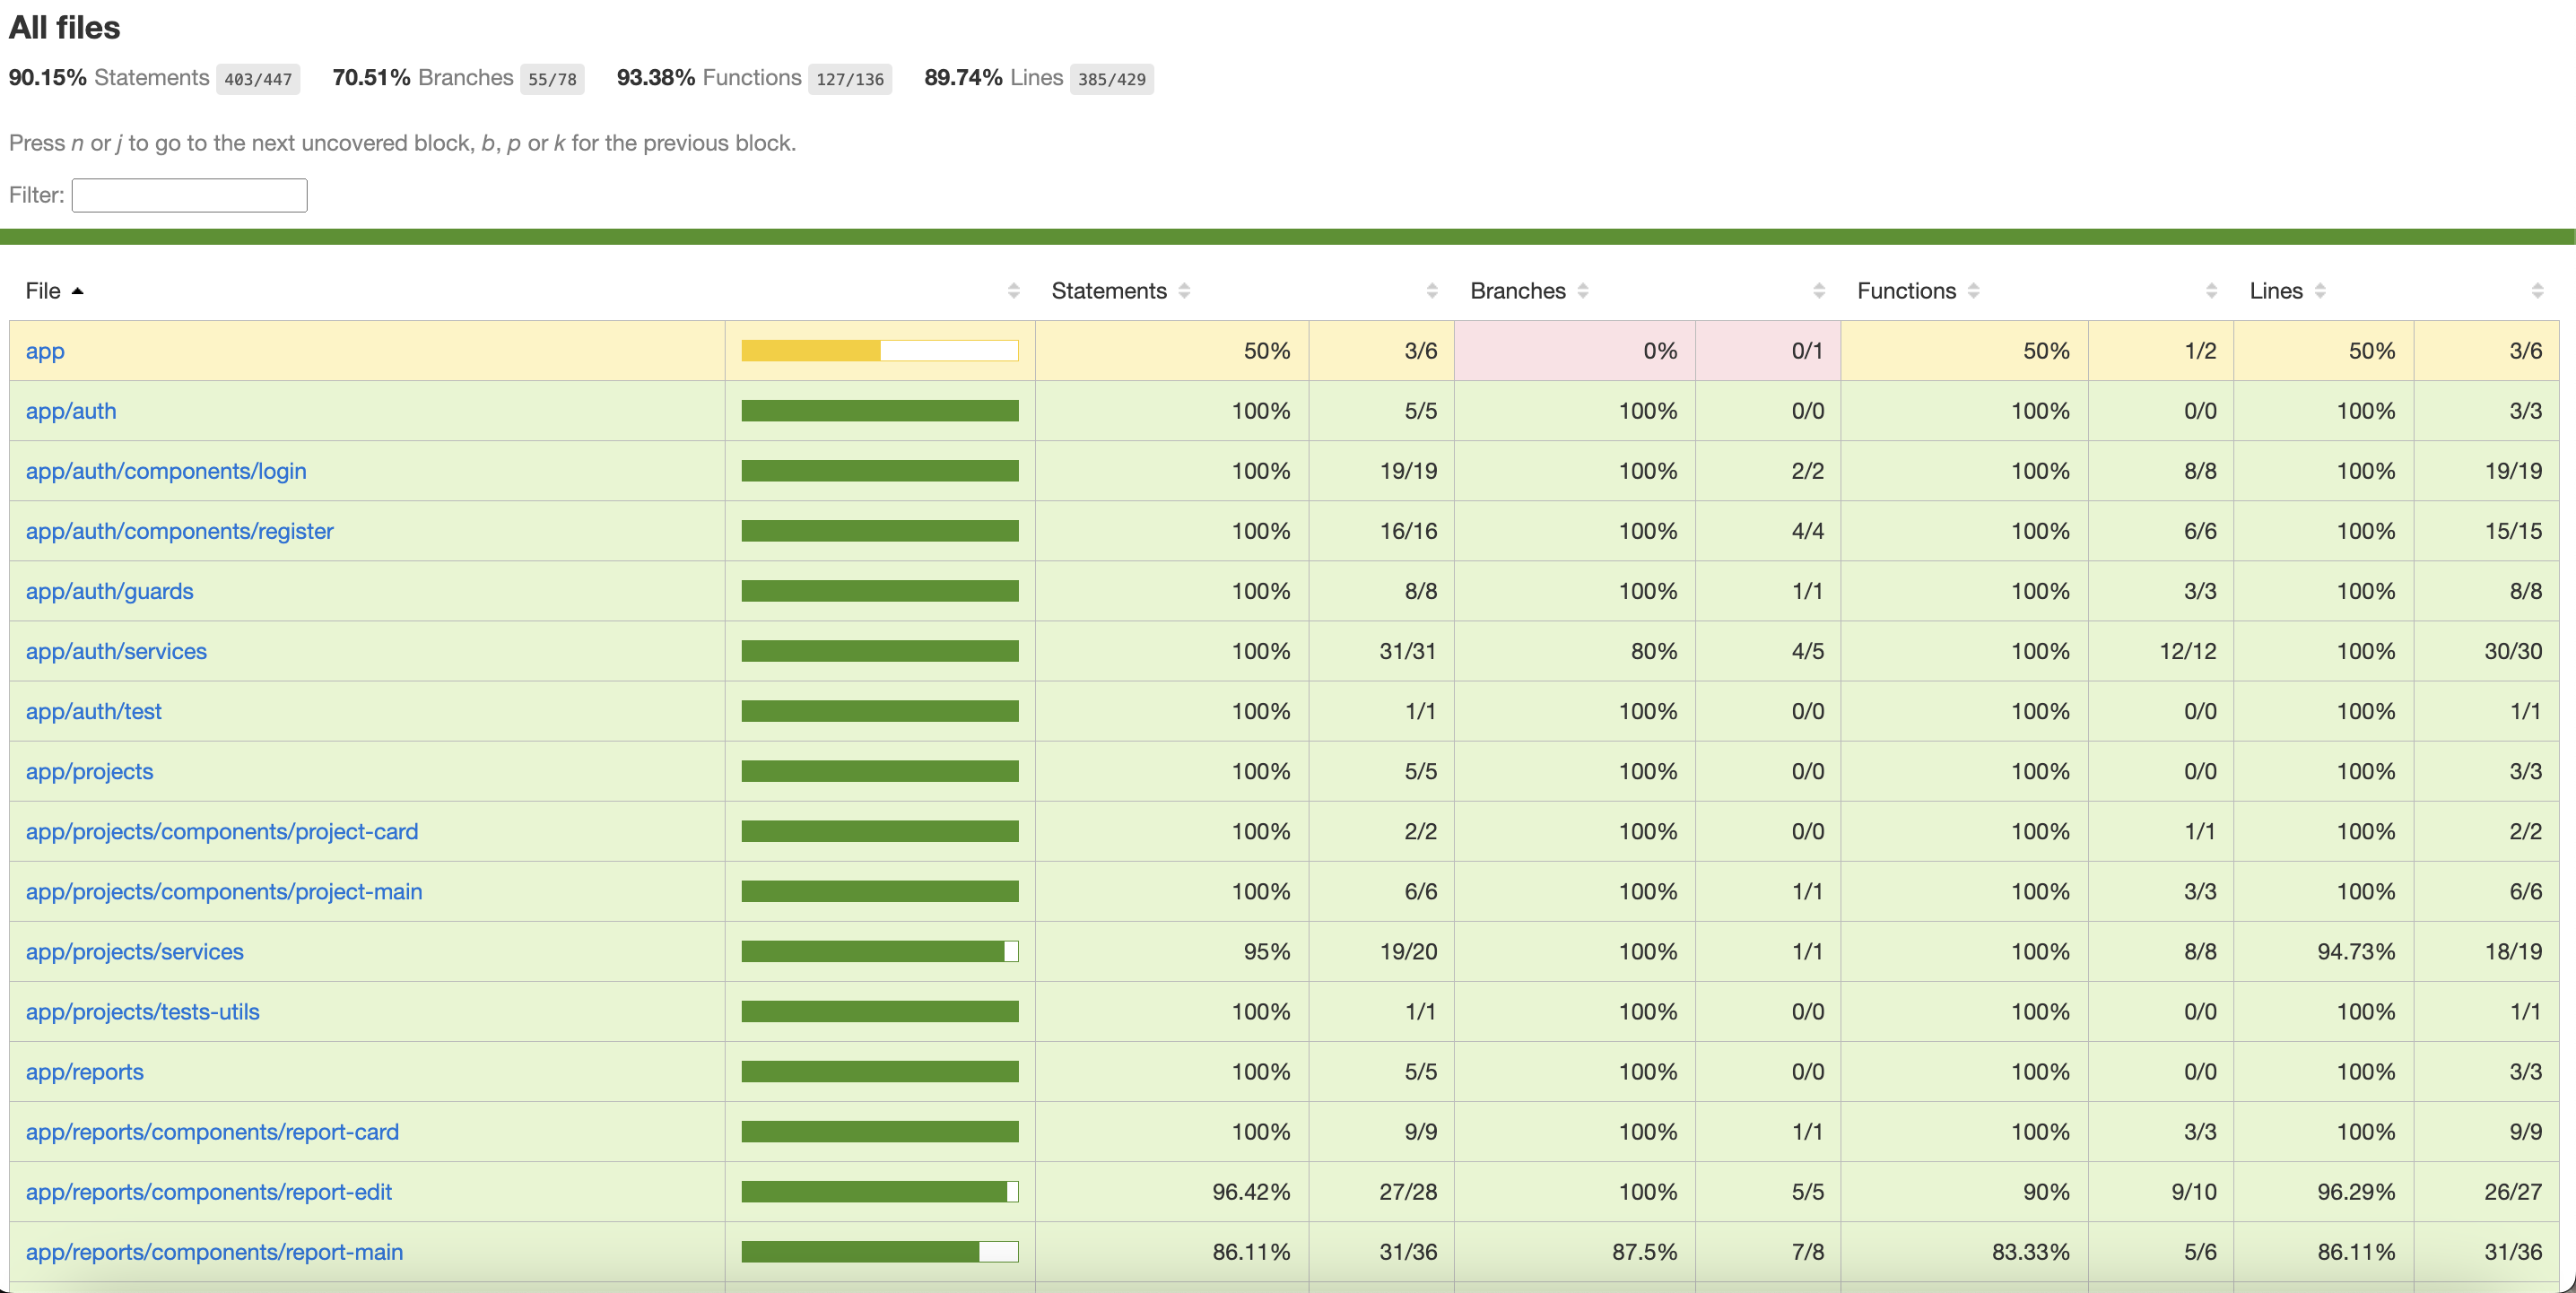 All files
90.15% Statements 403/447 70.51% Branches 55/78 93.38% Functions 127/136 89.74% Lines 385/429
Press n or j to go to the next uncovered block, b, p or k for the previous block.
Filter:
File Statements Branches Functions Lines
app 50% 3/6 0% 0/1 50% 1/2 50% 3/6
app/auth 100% 5/5 100% 0/0 100% 0/0 100% 3/3
app/auth/components/login 100% 19/19 100% 2/2 100% 8/8 100% 19/19
app/auth/components/register 100% 16/16 100% 4/4 100% 6/6 100% 15/15
app/auth/guards 100% 8/8 100% 1/1 100% 3/3 100% 8/8
app/auth/services 100% 31/31 80% 4/5 100% 12/12 100% 30/30
app/auth/test 100% 1/1 100% 0/0 100% 0/0 100% 1/1
app/projects 100% 5/5 100% 0/0 100% 0/0 100% 3/3
app/projects/components/project-card 100% 2/2 100% 0/0 100% 1/1 100% 2/2
app/projects/components/project-main 100% 6/6 100% 1/1 100% 3/3 100% 6/6
app/projects/services 95% 19/20 100% 1/1 100% 8/8 94.73% 18/19
app/projects/tests-utils 100% 1/1 100% 0/0 100% 0/0 100% 1/1
app/reports 100% 5/5 100% 0/0 100% 0/0 100% 3/3
app/reports/components/report-card 100% 9/9 100% 1/1 100% 3/3 100% 9/9
app/reports/components/report-edit 96.42% 27/28 100% 5/5 90% 9/10 96.29% 26/27
app/reports/components/report-main 86.11% 31/36 87.5% 7/8 83.33% 5/6 86.11% 31/36